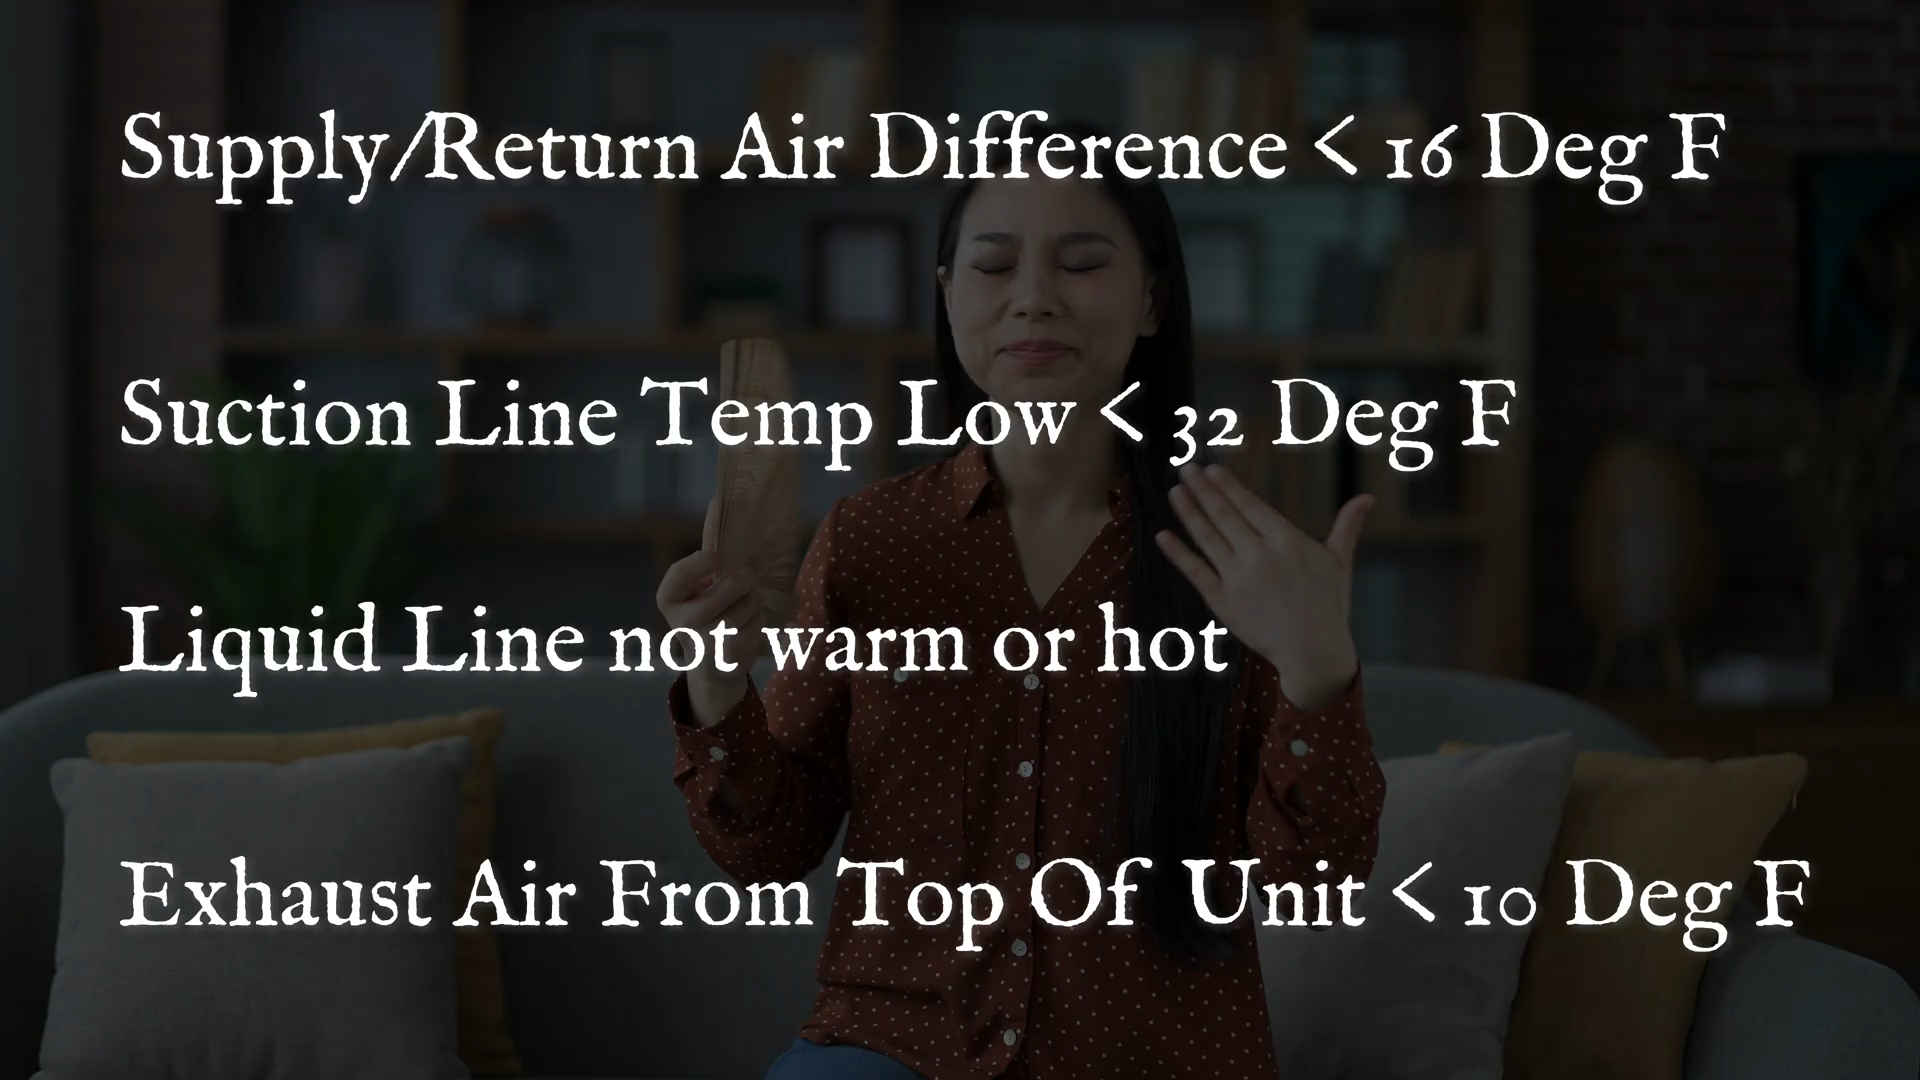 Supply/Return Air Difference < 16 Deg F
Suction Line Temp Low < 32 Deg F
Liquid Line not warm or hot
Exhaust Air From Top Of Unit < 10 Deg F